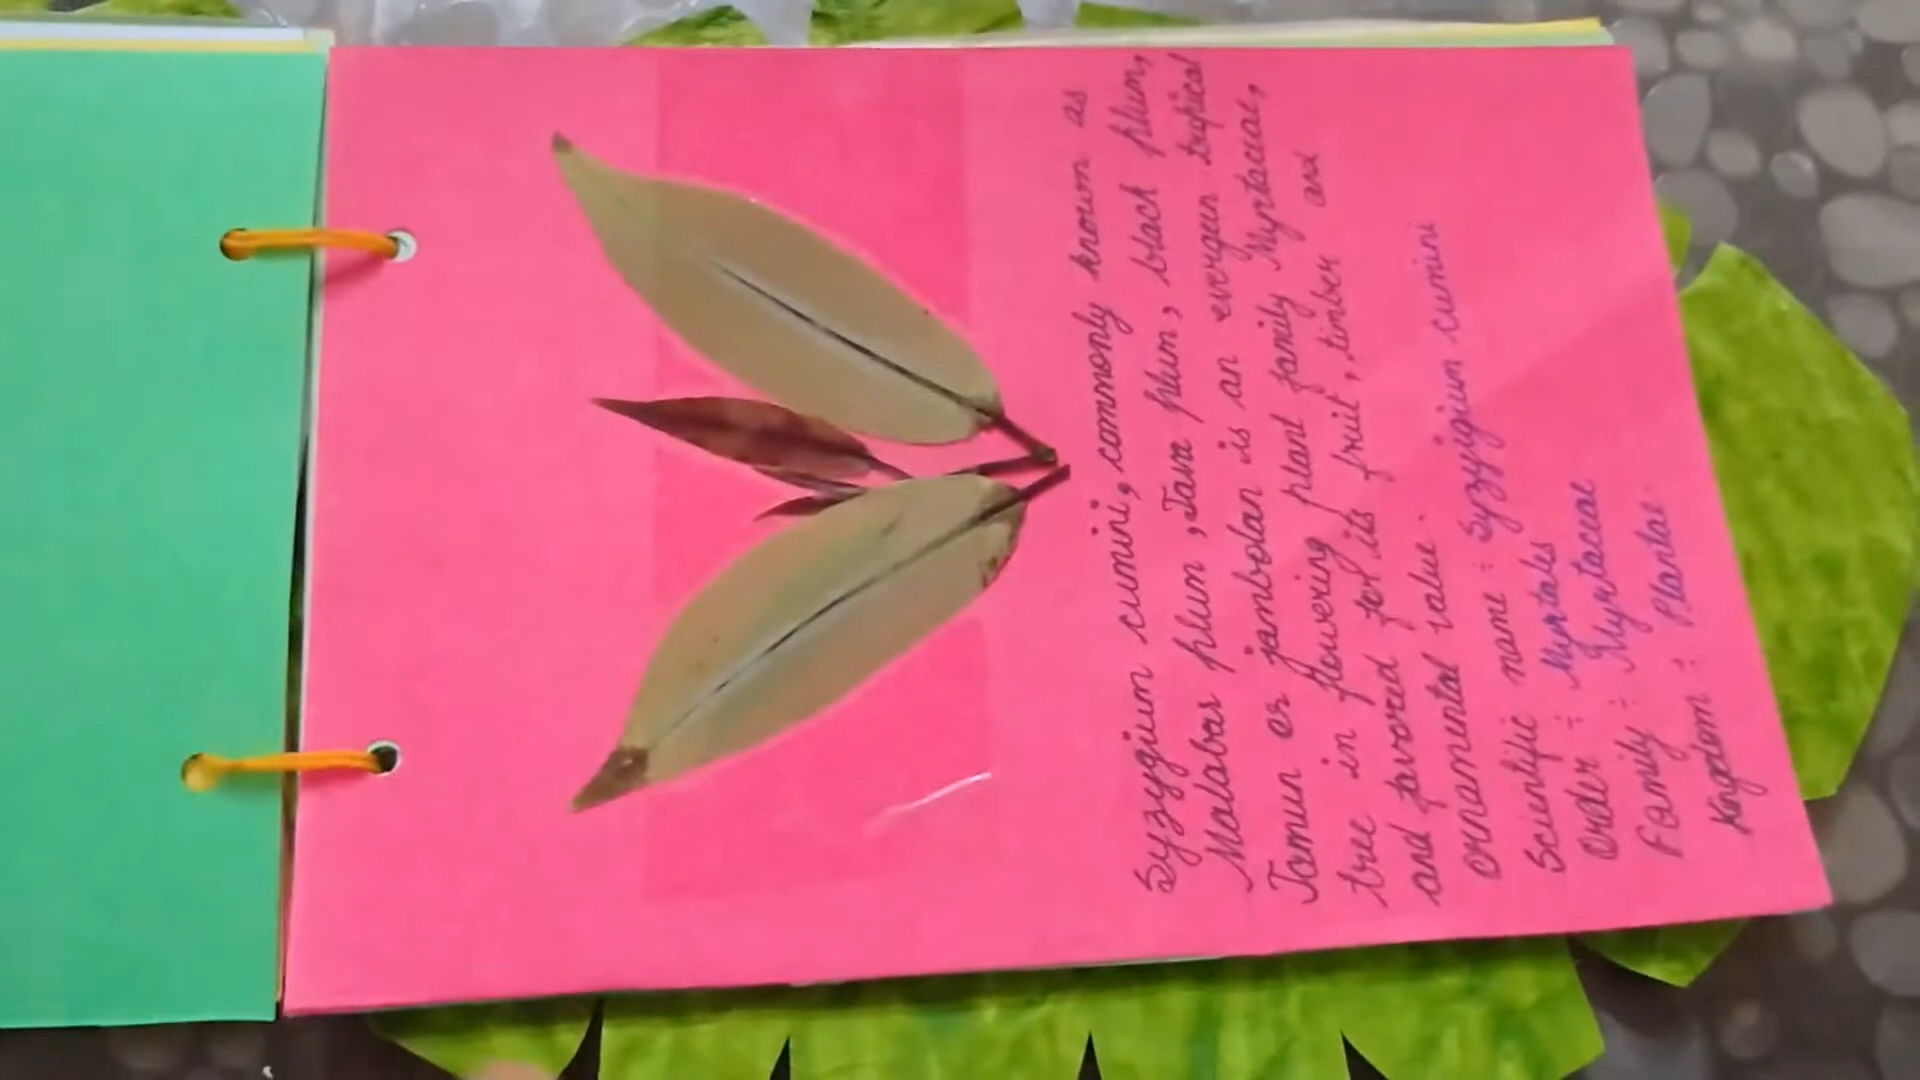 Syzygium cumini, commonly known as
Malabar plum, Java plum, black plum,
Jamun or jambolan is an evergeen tropical
tree in flowering plant family Myrtaceae,
and favored for its fruit, timber and
ornamental value.
Scientific name : Syzygium cumini
Order : Myrtales
Family : Myrtaceae
Kingdom : Plantae.